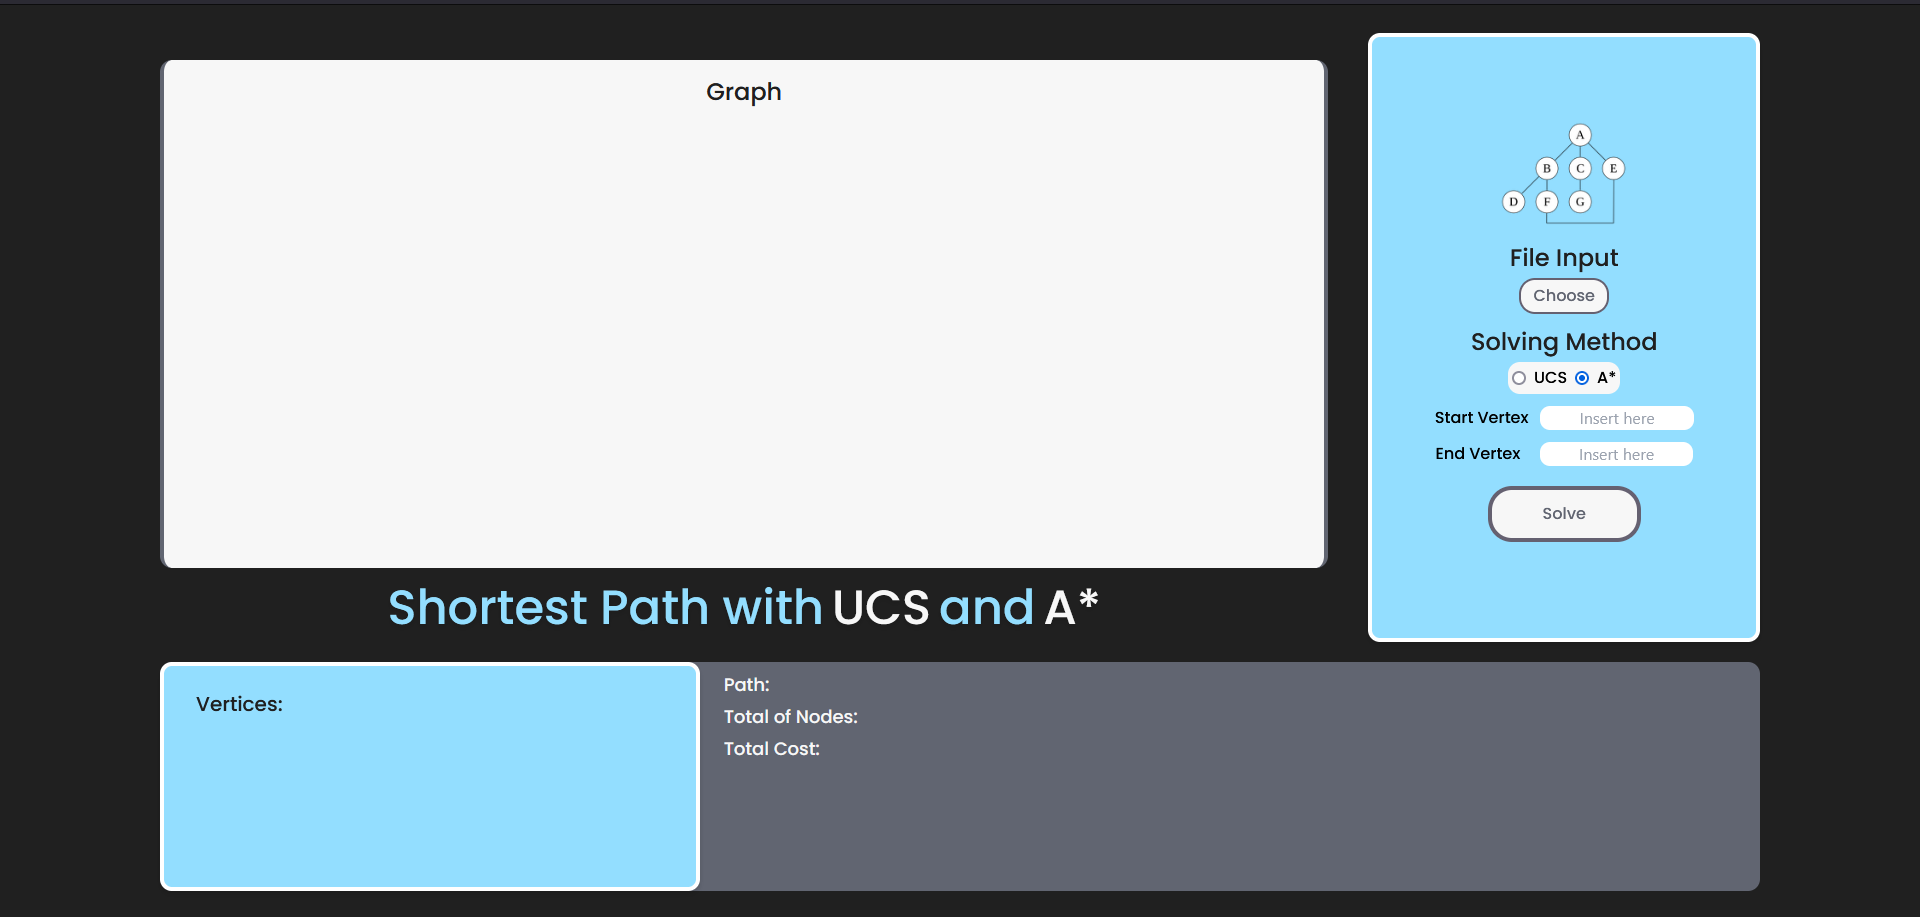 Graph
A
B C E
D F G
File Input
Choose
Solving Method
UCS A*
Start Vertex Insert here
End Vertex Insert here
Solve
Shortest Path with UCS and A*
Vertices:
Path:
Total of Nodes:
Total Cost: